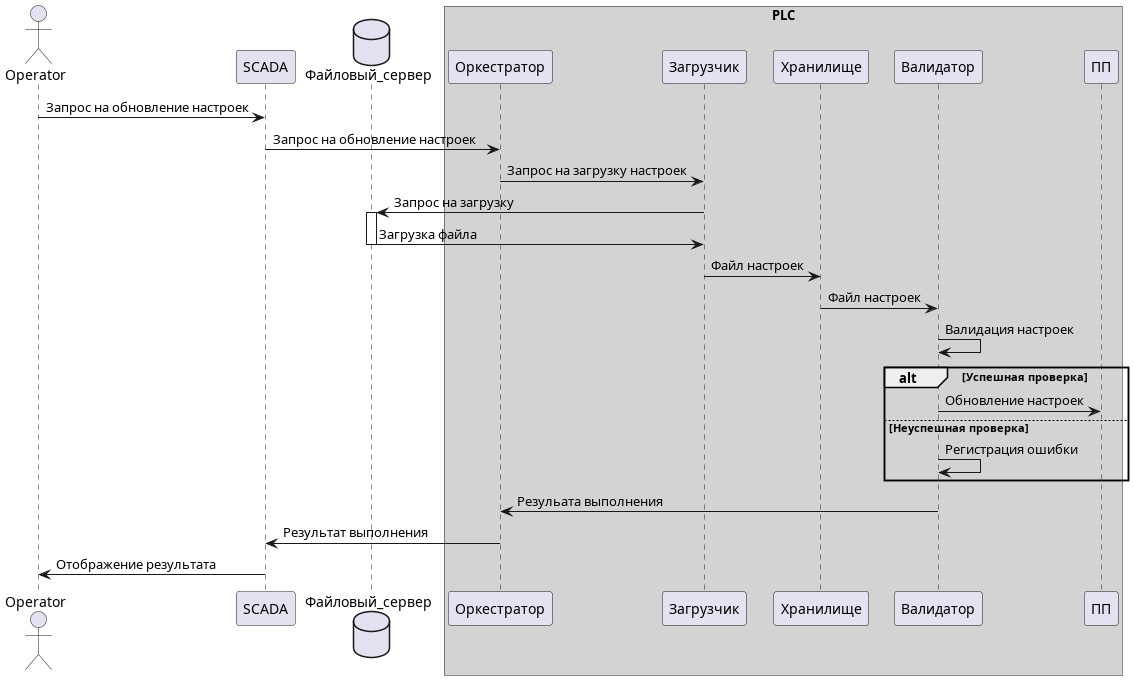 PLC
Operator
SCADA
Файловый_сервер
Оркестратор
Загрузчик
Хранилище
Валидатор
ПП
Запрос на обновление настроек
Запрос на обновление настроек
Запрос на загрузку настроек
Запрос на загрузку
Загрузка файла
Файл настроек
Файл настроек
Валидация настроек
alt
[Успешная проверка]
Обновление настроек
[Неуспешная проверка]
Регистрация ошибки
Резульата выполнения
Результат выполнения
Отображение результата
Operator
SCADA
Файловый_сервер
Оркестратор
Загрузчик
Хранилище
Валидатор
ПП